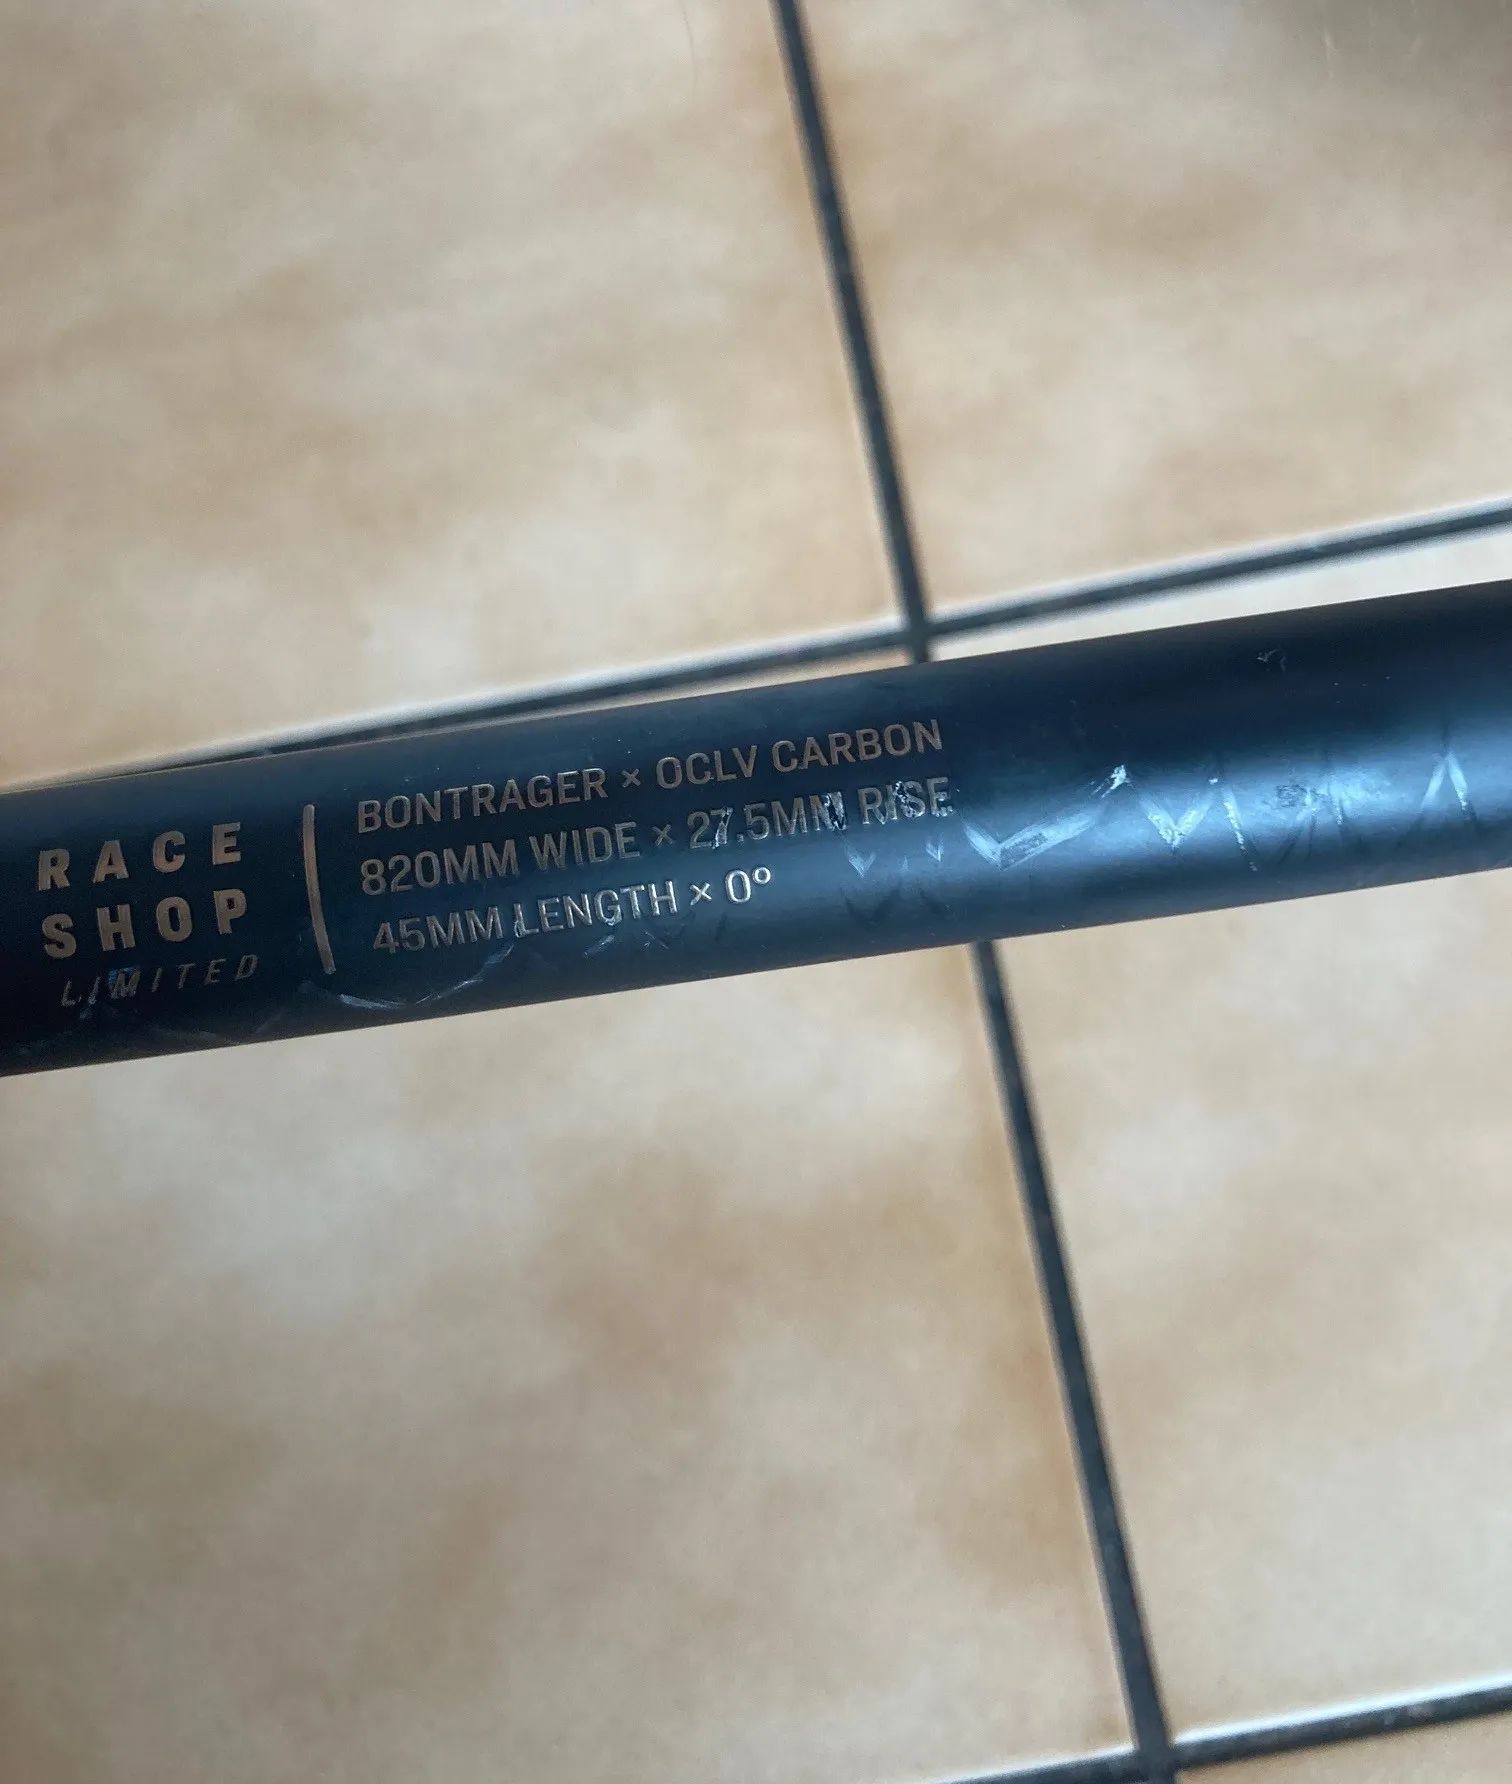 RACE
SHOP
LIMITED
BONTRAGER × OCLV CARBON
820MM WIDE × 27.5MM RISE
45MM LENGTH × 0°